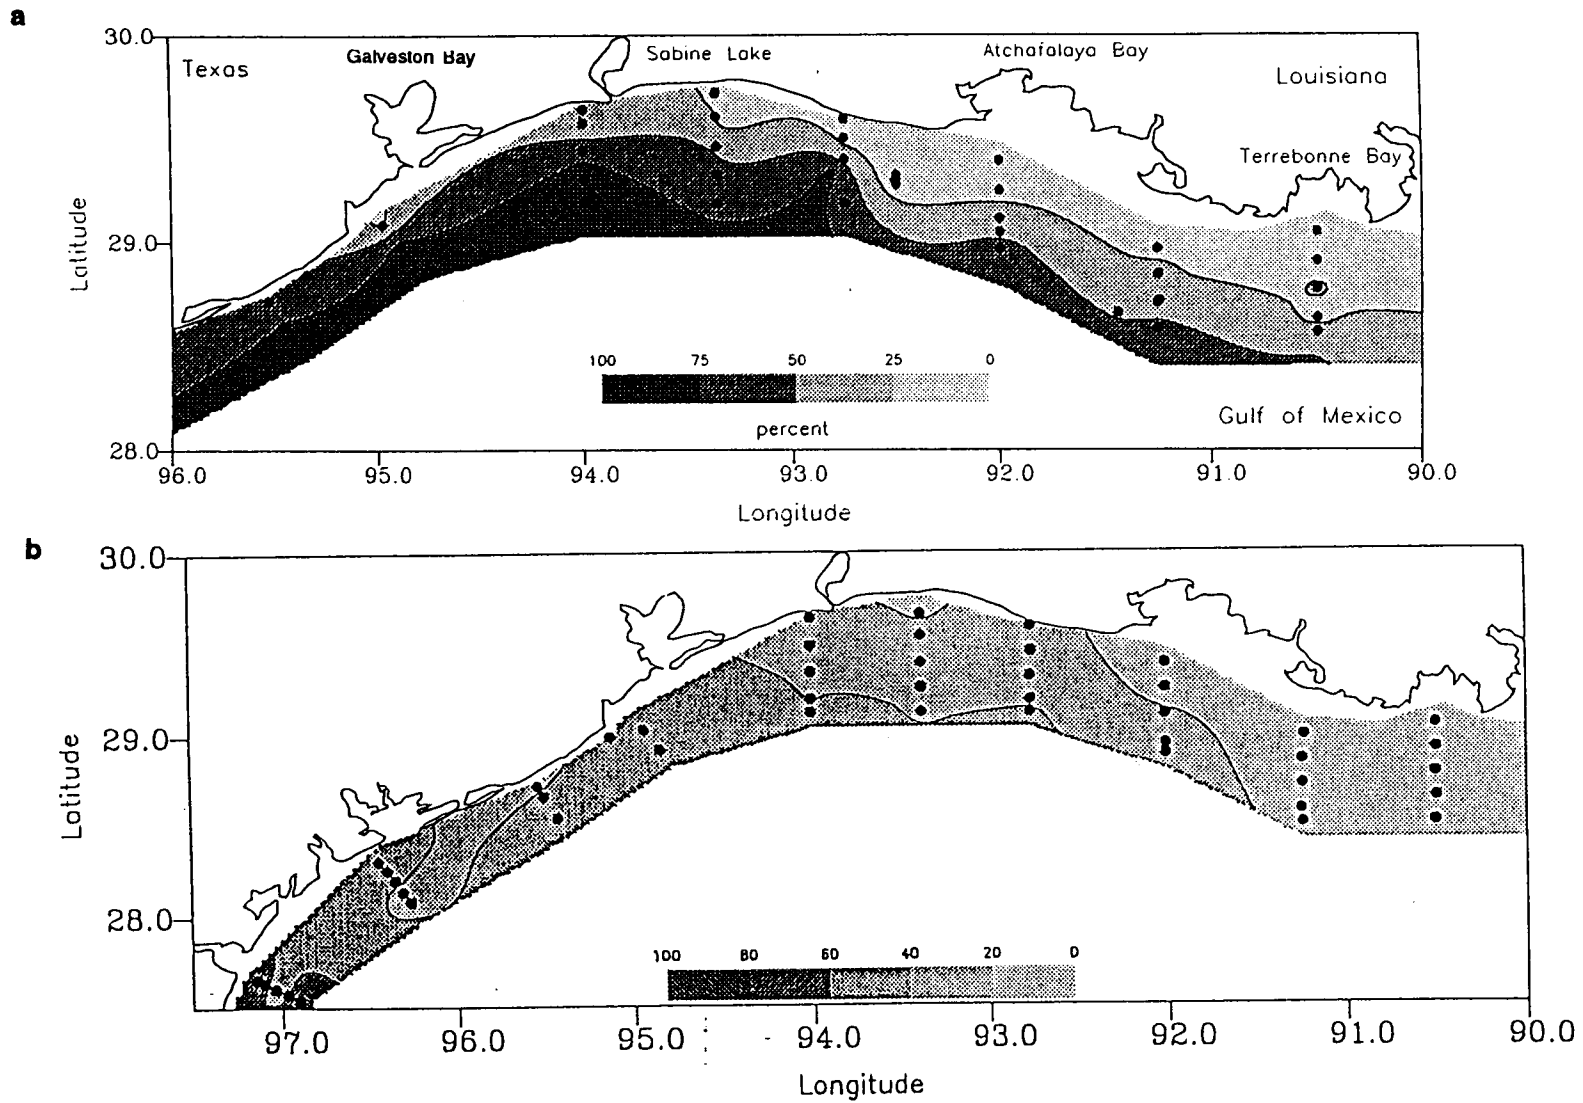 a
30.0
Galveston Bay
Sabine Lake
Atchafalaya Bay
Texas
Louisiana
Terrebonne Bay
Latitude
29.0
100 75 50 25 0
percent
Gulf of Mexico
28.0
96.0 95.0 94.0 93.0 92.0 91.0 90.0
Longitude
b
30.0
Latitude
29.0
28.0
100 80 60 40 20 0
97.0 96.0 95.0 94.0 93.0 92.0 91.0 90.0
Longitude